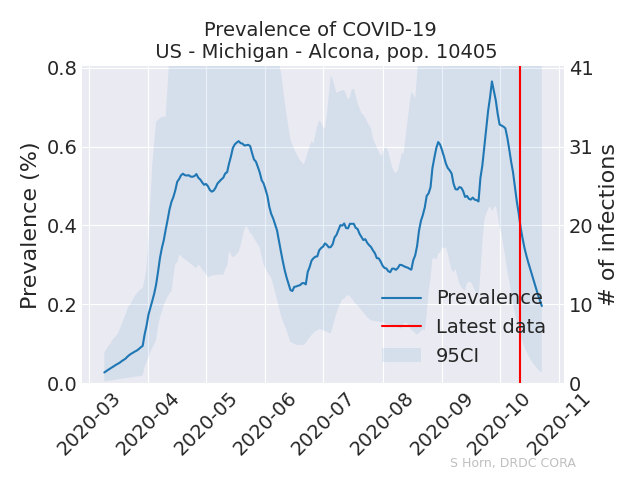 Prevalence of COVID-19
US - Michigan - Alcona, pop. 10405
Prevalence (%)
0.8
0.6
0.4
0.2
0.0
41
31
20
10
0
# of infections
Prevalence
Latest data
95CI
2020-03
2020-04
2020-05
2020-06
2020-07
2020-08
2020-09
2020-10
2020-11
S Horn, DRDC CORA